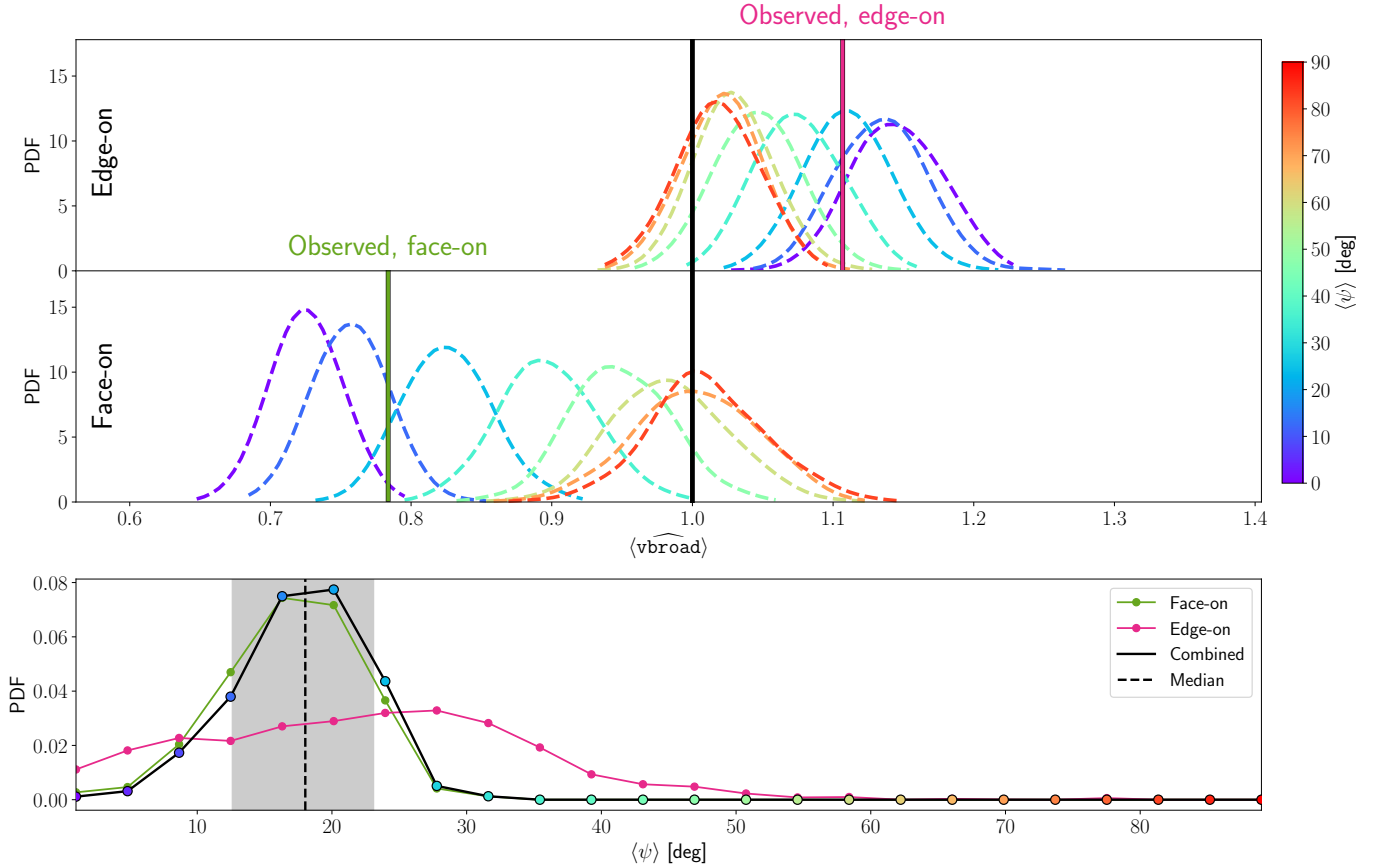 Observed, edge-on
Edge-on
PDF
15
10
5
0
Observed, face-on
Face-on
PDF
15
10
5
0
0.6 0.7 0.8 0.9 1.0 1.1 1.2 1.3 1.4
⟨v̂broad⟩
90
80
70
60
50
40
30
20
10
0
⟨ψ⟩ [deg]
PDF
0.08
0.06
0.04
0.02
0.00
Face-on
Edge-on
Combined
Median
10 20 30 40 50 60 70 80
⟨ψ⟩ [deg]